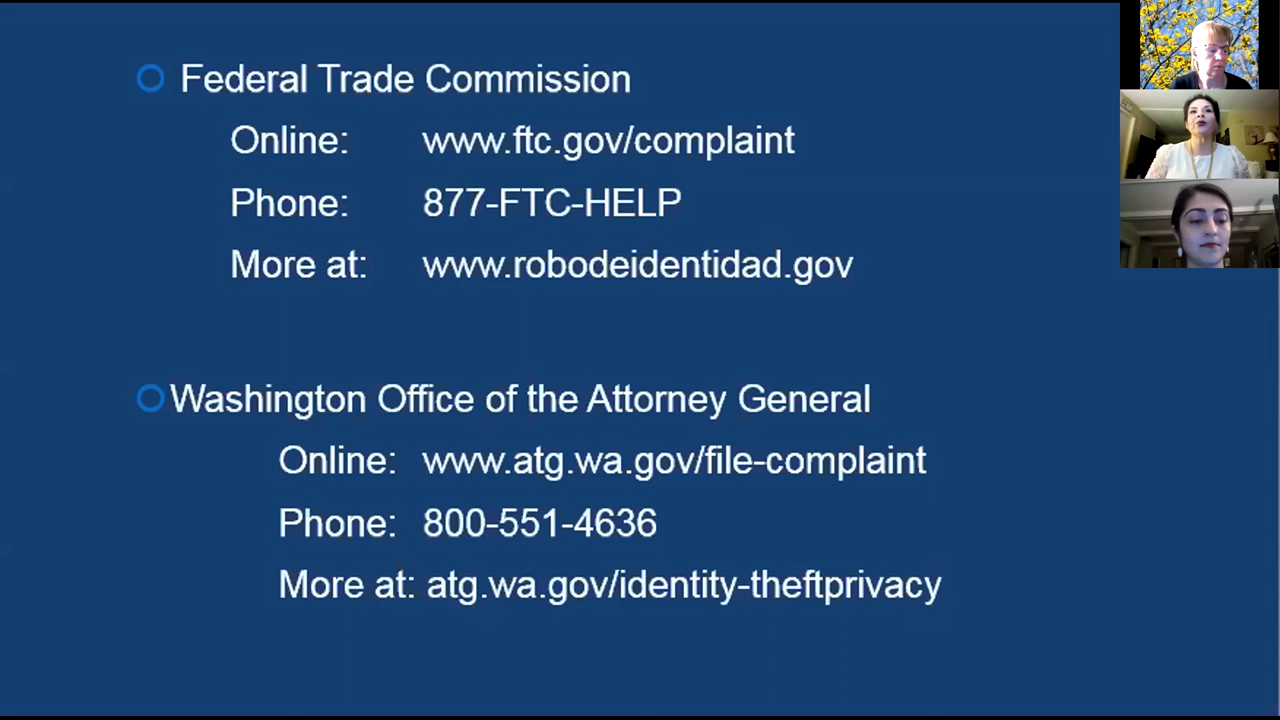 Federal Trade Commission
Online: www.ftc.gov/complaint
Phone: 877-FTC-HELP
More at: www.robodeidentidad.gov
Washington Office of the Attorney General
Online: www.atg.wa.gov/file-complaint
Phone: 800-551-4636
More at: atg.wa.gov/identity-theftprivacy